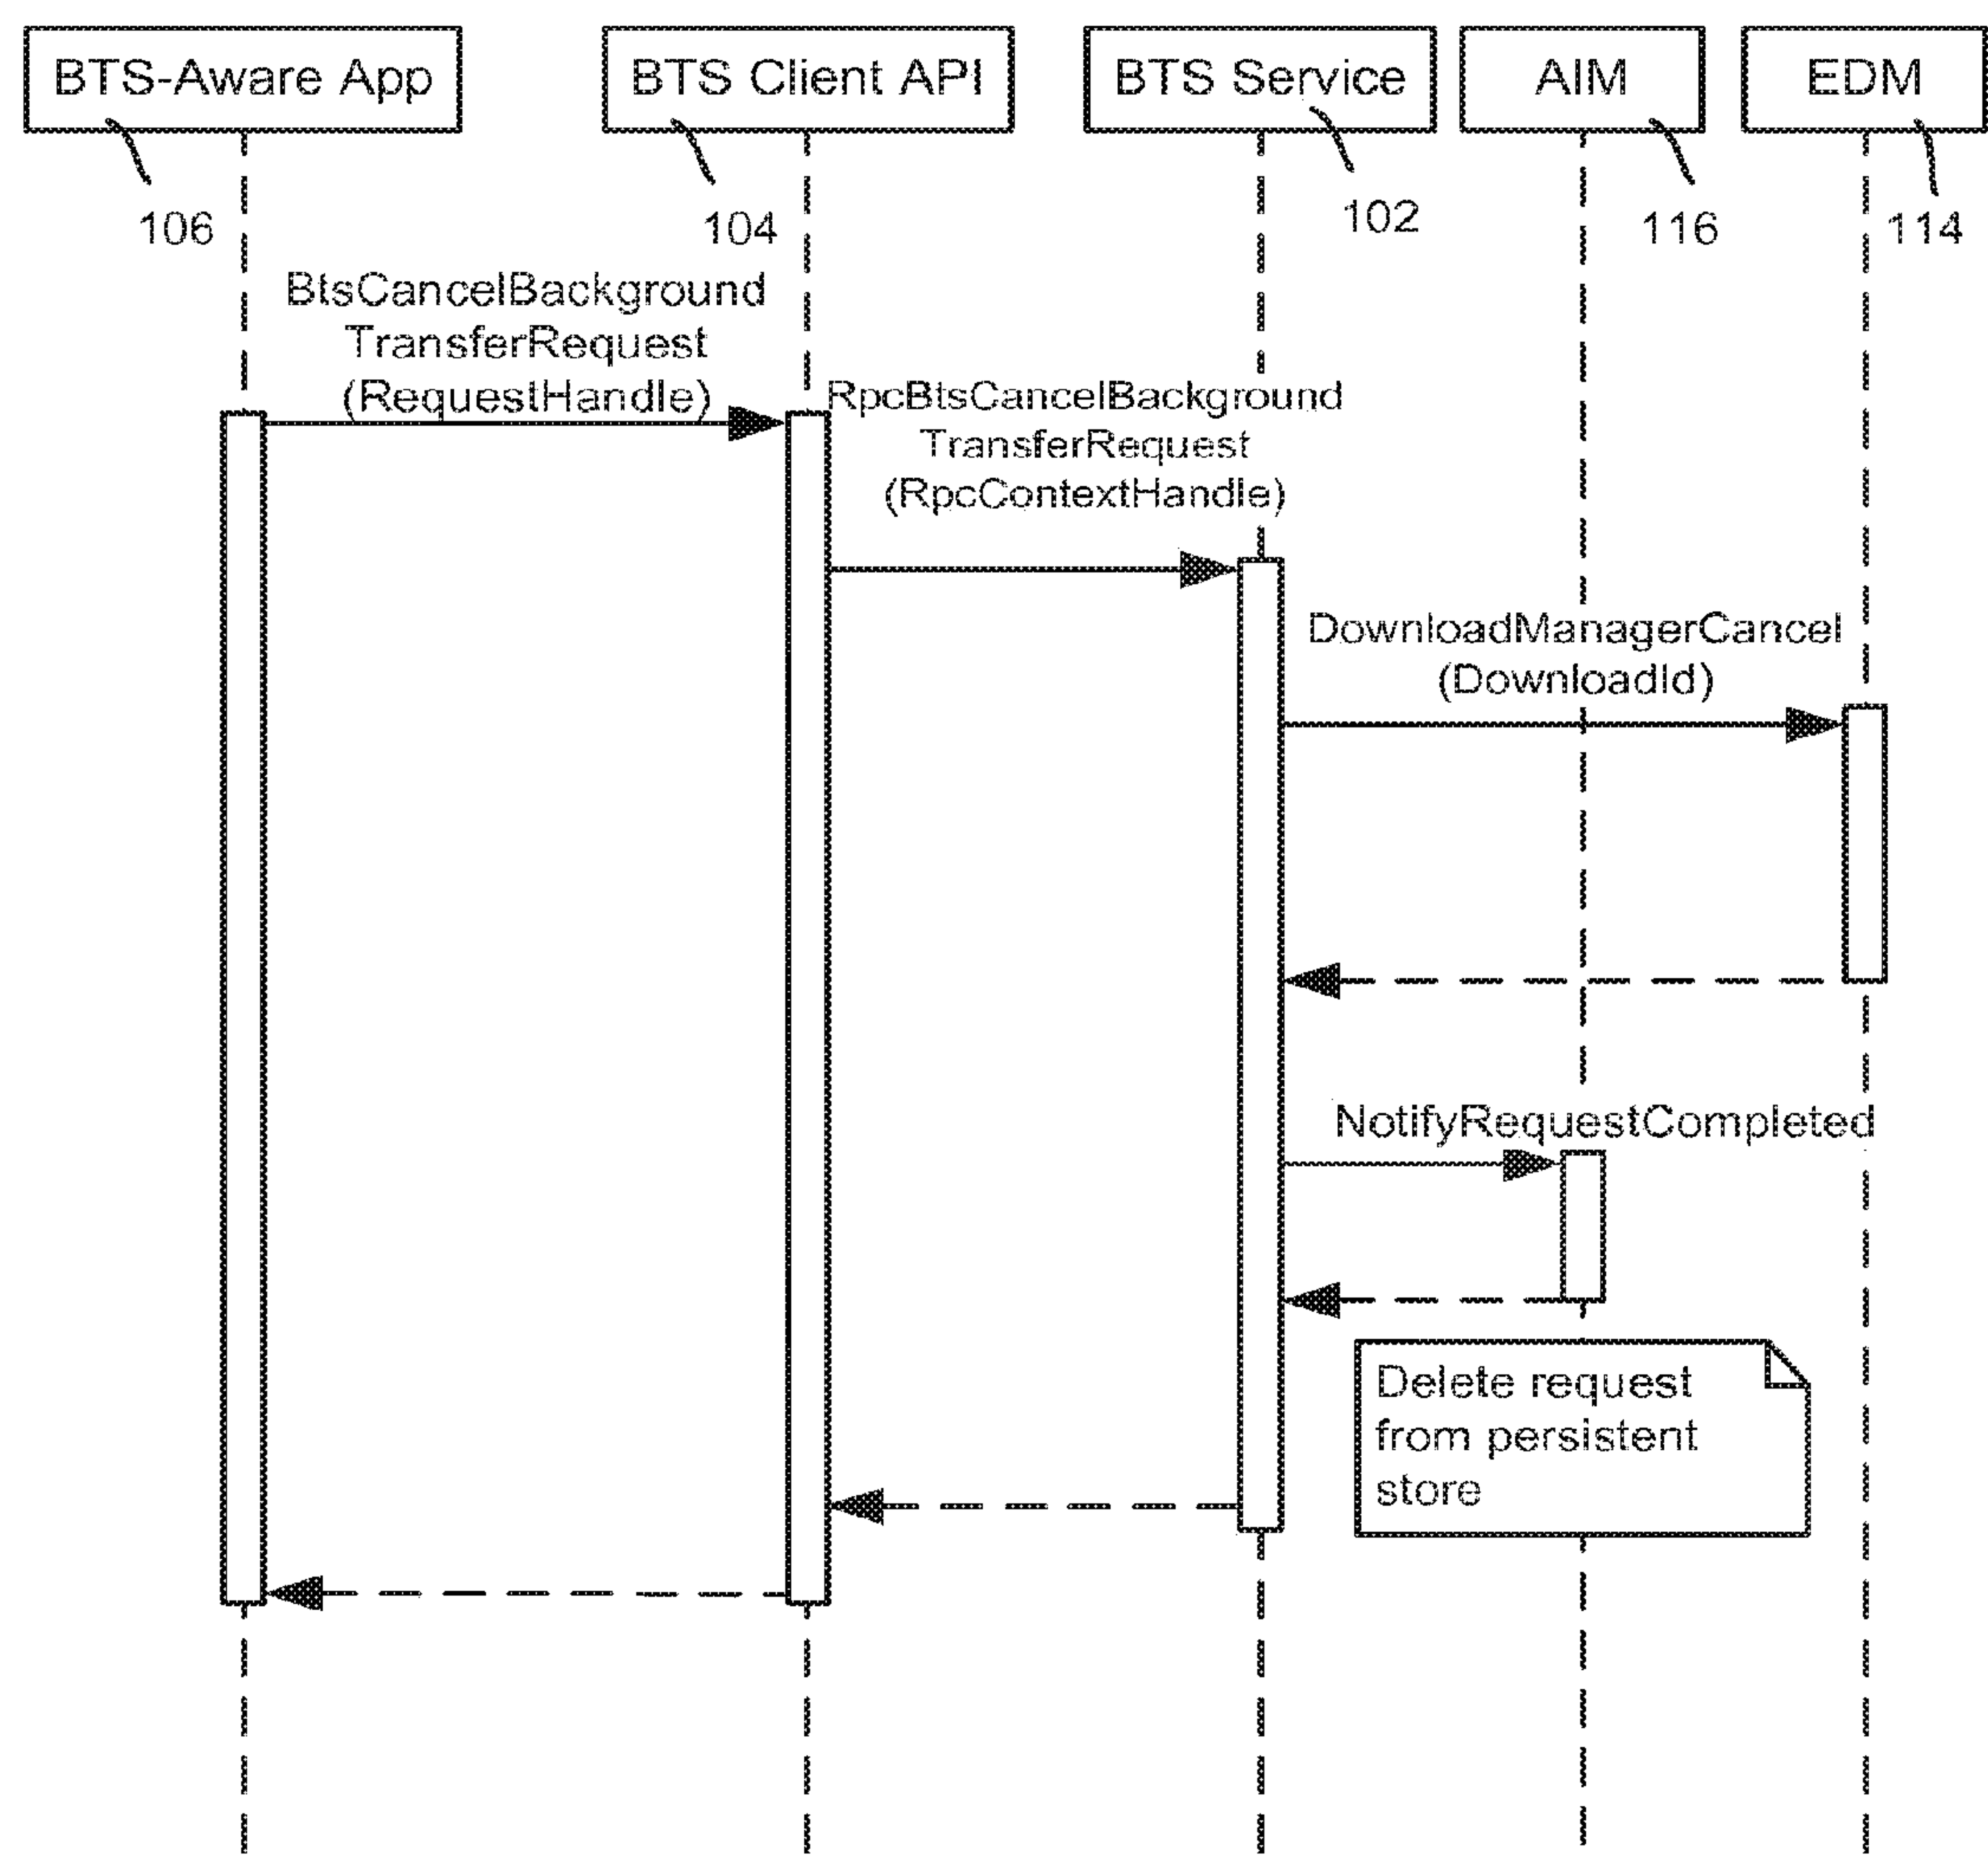 BTS-Aware App
BTS Client API
BTS Service
AIM
EDM
106
104
102
116
114
BtsCancelBackground
TransferRequest
(RequestHandle)
RpcBtsCancelBackground
TransferRequest
(RpcContextHandle)
DownloadManagerCancel
(DownloadId)
NotifyRequestCompleted
Delete request
from persistent
store